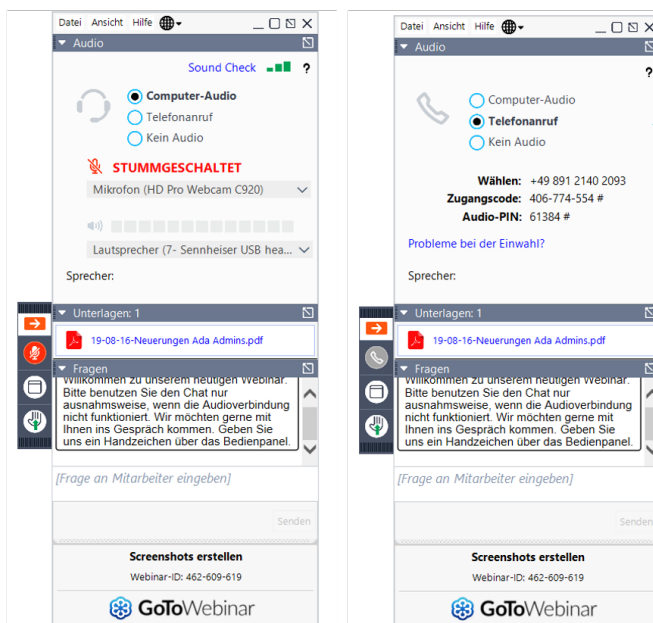 Datei Ansicht Hilfe
Audio
Sound Check ?
Computer-Audio
Telefonanruf
Kein Audio
STUMMGESCHALTET
Mikrofon (HD Pro Webcam C920)
Lautsprecher (7- Sennheiser USB hea...
Sprecher:
Unterlagen: 1
19-08-16-Neuerungen Ada Admins.pdf
Fragen
Willkommen zu unserem heutigen Webinar.
Bitte benutzen Sie den Chat nur
ausnahmsweise, wenn die Audioverbindung
nicht funktioniert. Wir möchten gerne mit
Ihnen ins Gespräch kommen. Geben Sie
uns ein Handzeichen über das Bedienpanel.
[Frage an Mitarbeiter eingeben]
Senden
Screenshots erstellen
Webinar-ID: 462-609-619
GoToWebinar
Datei Ansicht Hilfe
Audio
?
Computer-Audio
Telefonanruf
Kein Audio
Wählen: +49 891 2140 2093
Zugangscode: 406-774-554 #
Audio-PIN: 61384 #
Probleme bei der Einwahl?
Sprecher:
Unterlagen: 1
19-08-16-Neuerungen Ada Admins.pdf
Fragen
Willkommen zu unserem heutigen Webinar.
Bitte benutzen Sie den Chat nur
ausnahmsweise, wenn die Audioverbindung
nicht funktioniert. Wir möchten gerne mit
Ihnen ins Gespräch kommen. Geben Sie
uns ein Handzeichen über das Bedienpanel.
[Frage an Mitarbeiter eingeben]
Senden
Screenshots erstellen
Webinar-ID: 462-609-619
GoToWebinar